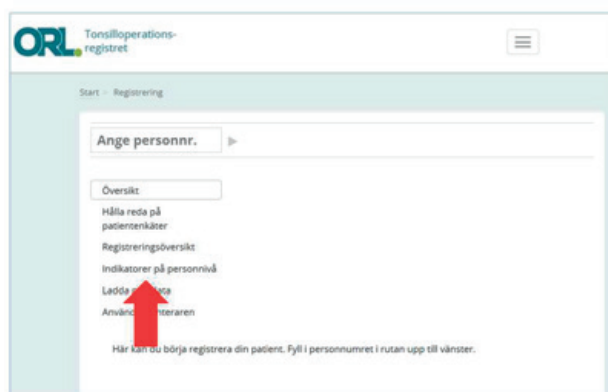 ORL.
Tonsilloperations-
registret
Start - Registrering
Ange personnr.
Översikt
Hålla reda på
patientenkäter
Registreringsöversikt
Indikatorer på personnivå
Ladda
Här kan du börja registrera din patient. Fyll i personnumret i rutan upp till vänster.